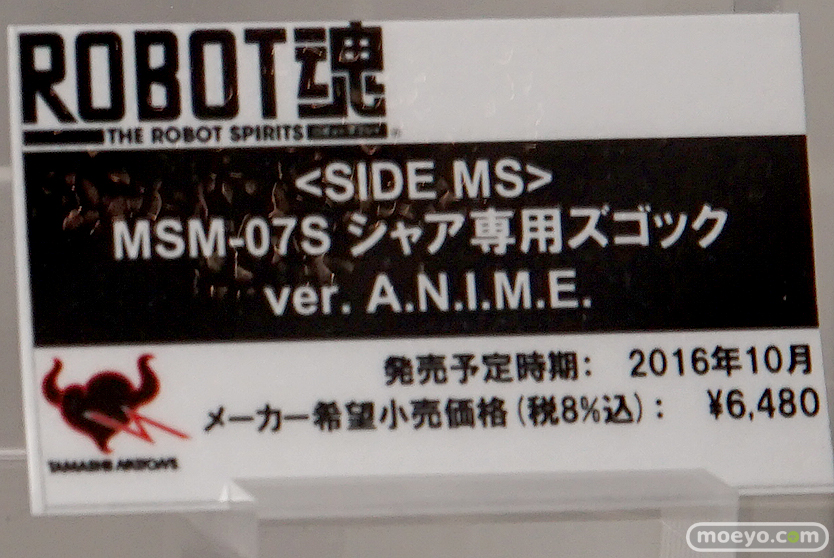 ROBOT魂
THE ROBOT SPIRITS
<SIDE MS>
MSM-07S シャア専用ズゴック
ver. A.N.I.M.E.
発売予定時期： 2016年10月
メーカー希望小売価格（税8%込）： ¥6,480
moeyo.com